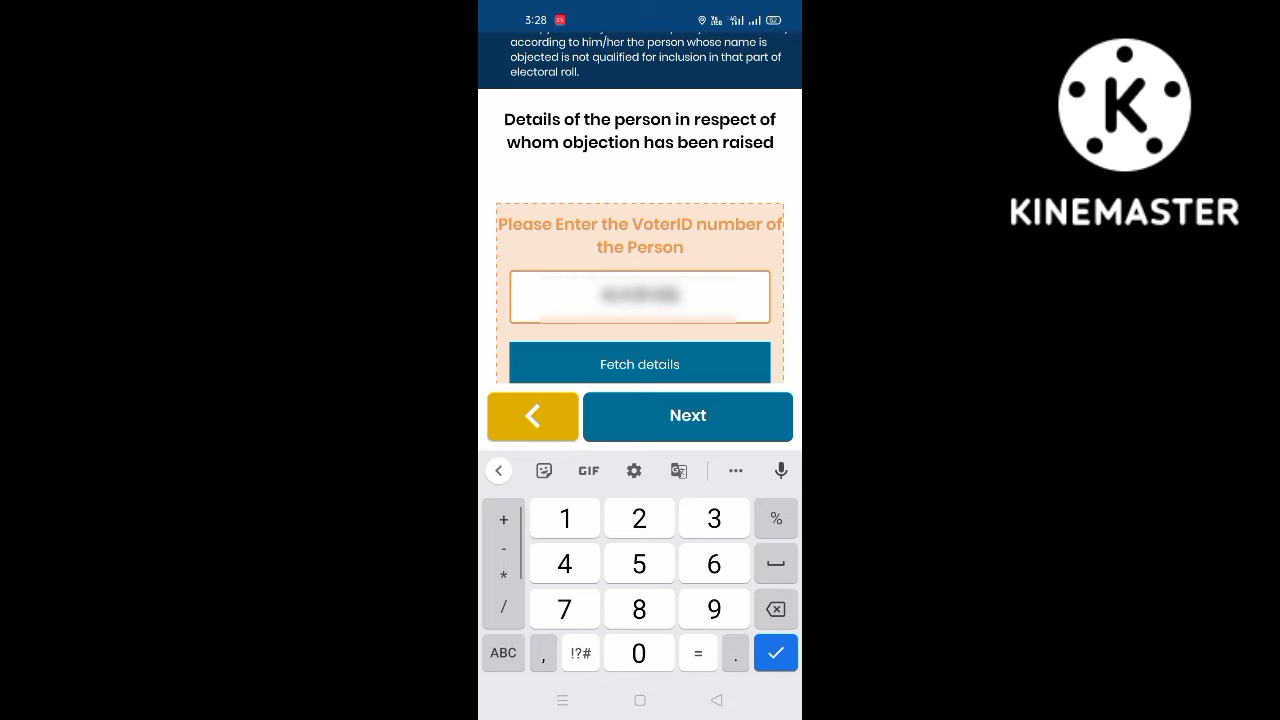 3:28
according to him/her the person whose name is
objected is not qualified for inclusion in that part of
electoral roll.
Details of the person in respect of
whom objection has been raised
Please Enter the VoterID number of
the Person
Fetch details
Next
GIF
+ 1 2 3 %
- 4 5 6
*
/ 7 8 9
ABC , !?# 0 = .
K
KINEMASTER